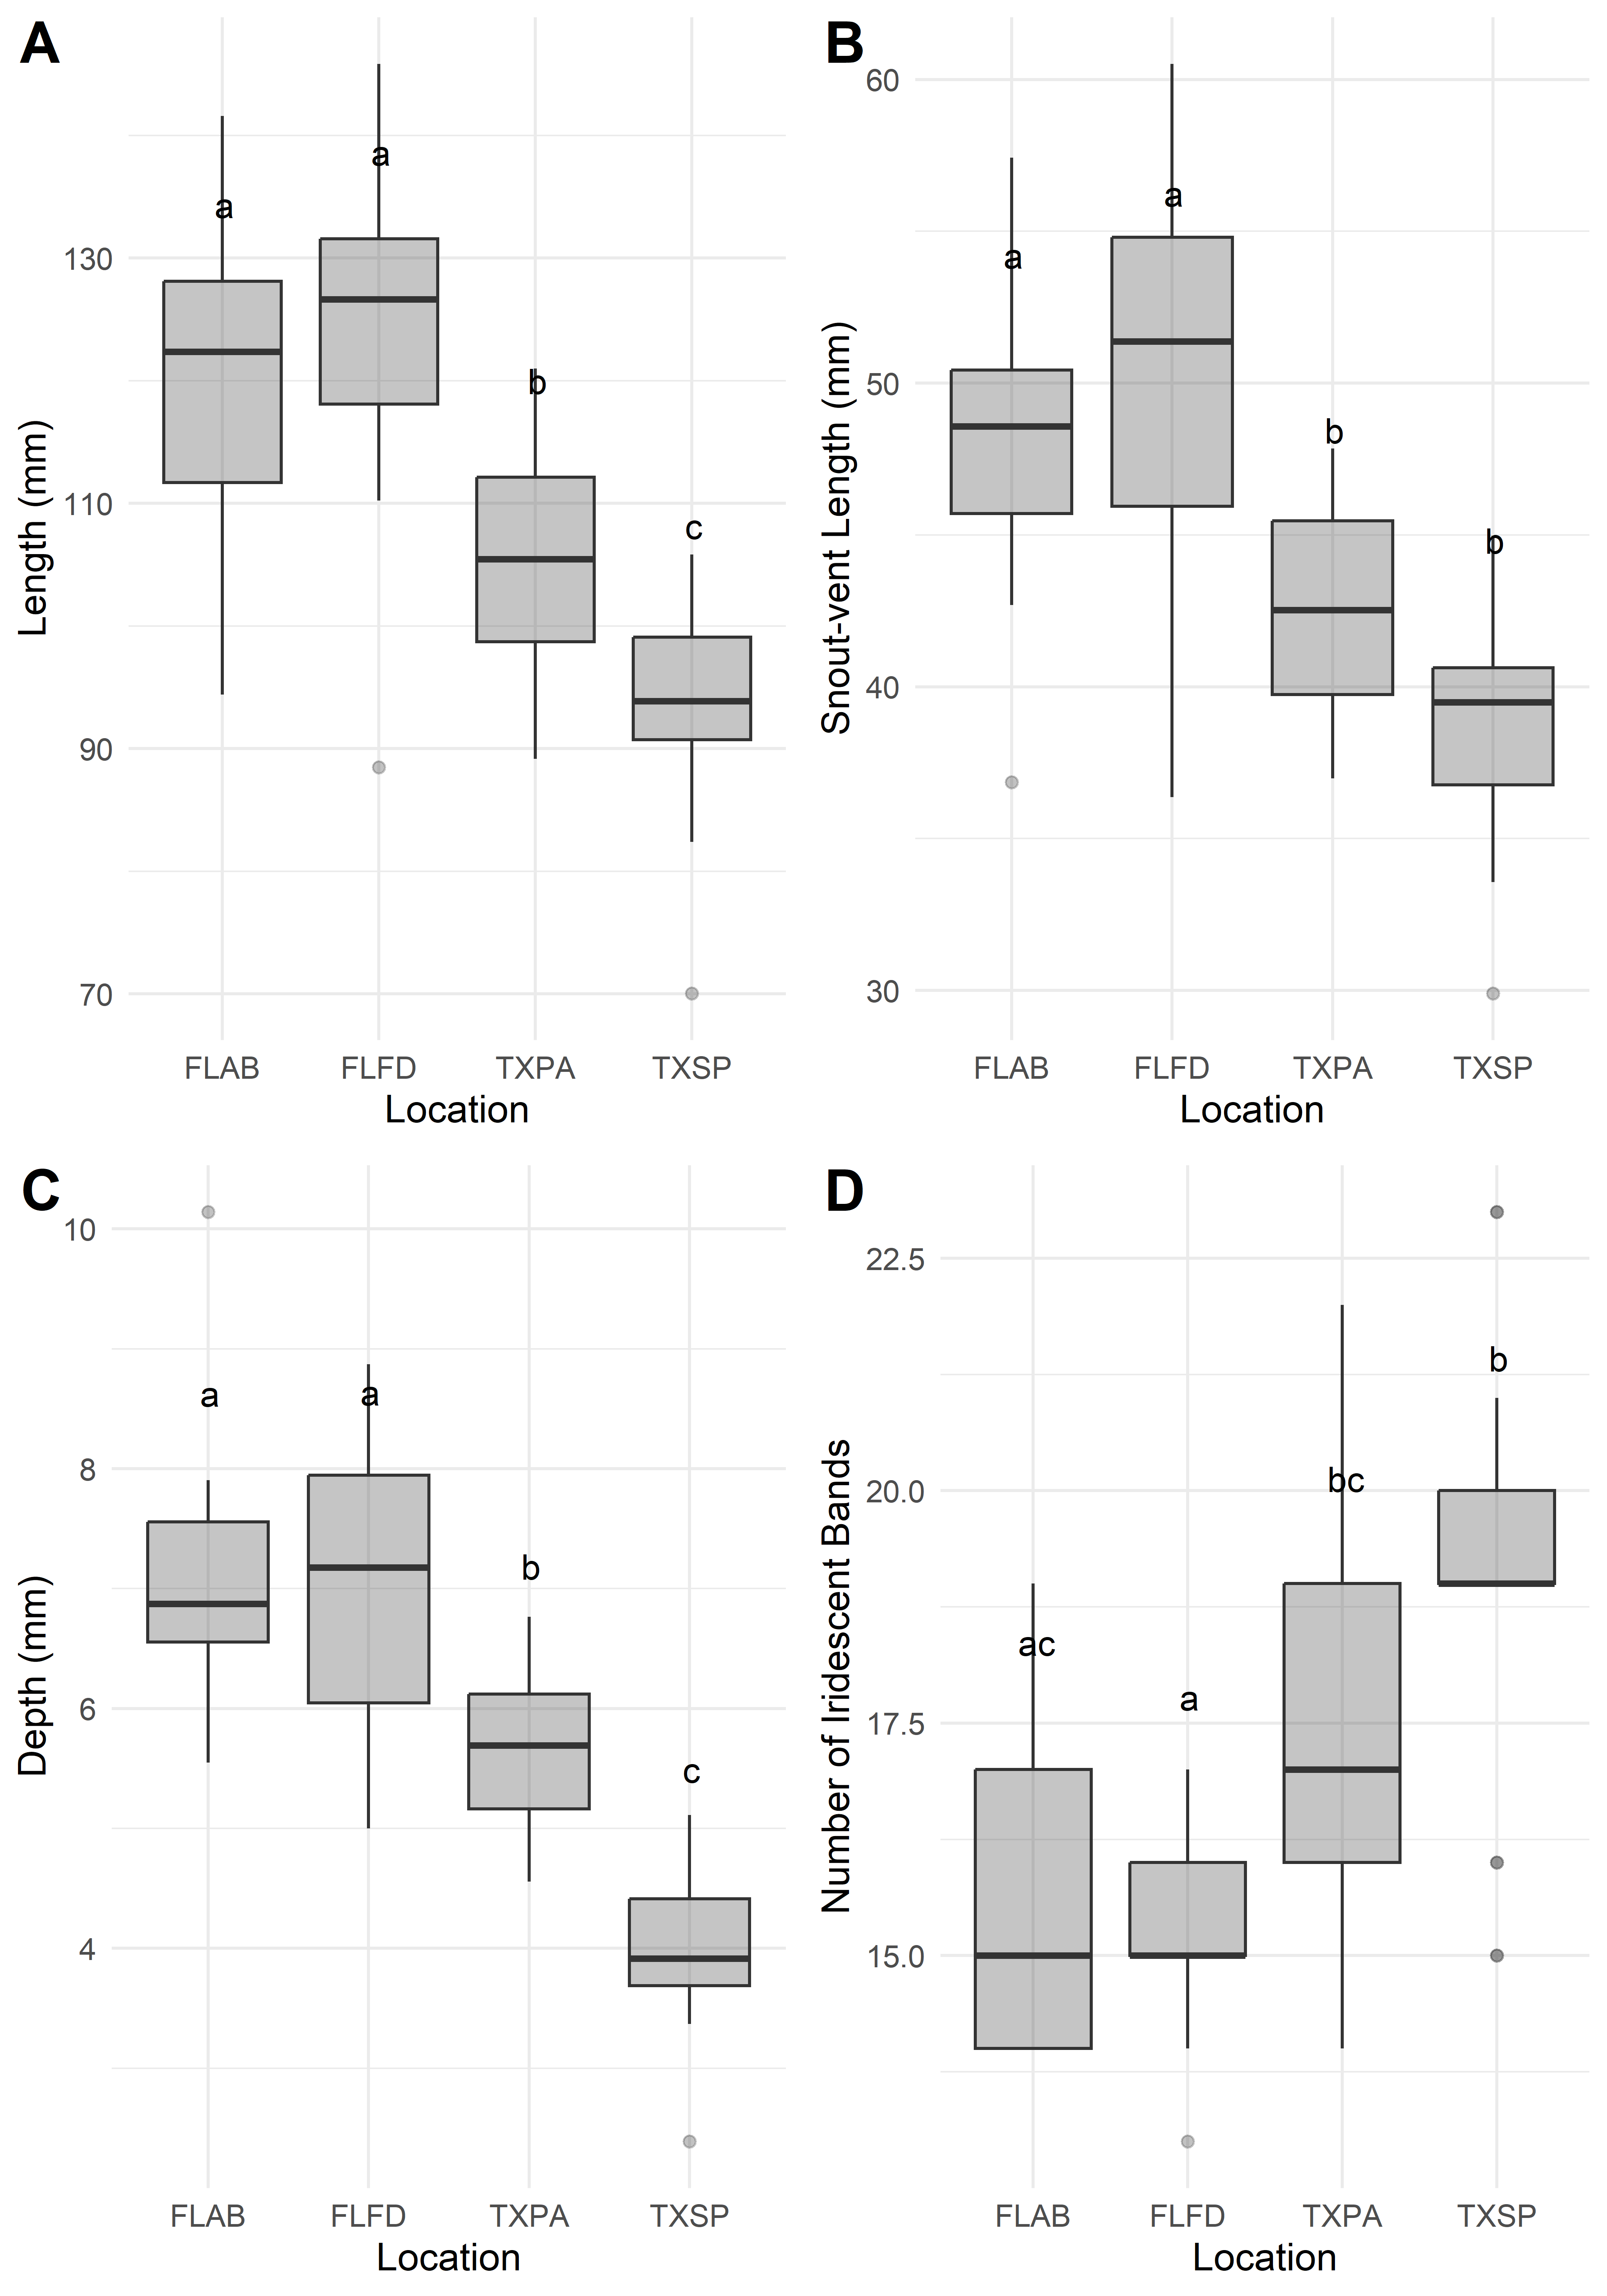 A
Length (mm)
130
110
90
70
a
a
b
c
FLAB FLFD TXPA TXSP
Location
B
Snout-vent Length (mm)
60
50
40
30
a
a
b
b
FLAB FLFD TXPA TXSP
Location
C
Depth (mm)
10
8
6
4
a
a
b
c
FLAB FLFD TXPA TXSP
Location
D
Number of Iridescent Bands
22.5
20.0
17.5
15.0
ac
a
bc
b
FLAB FLFD TXPA TXSP
Location